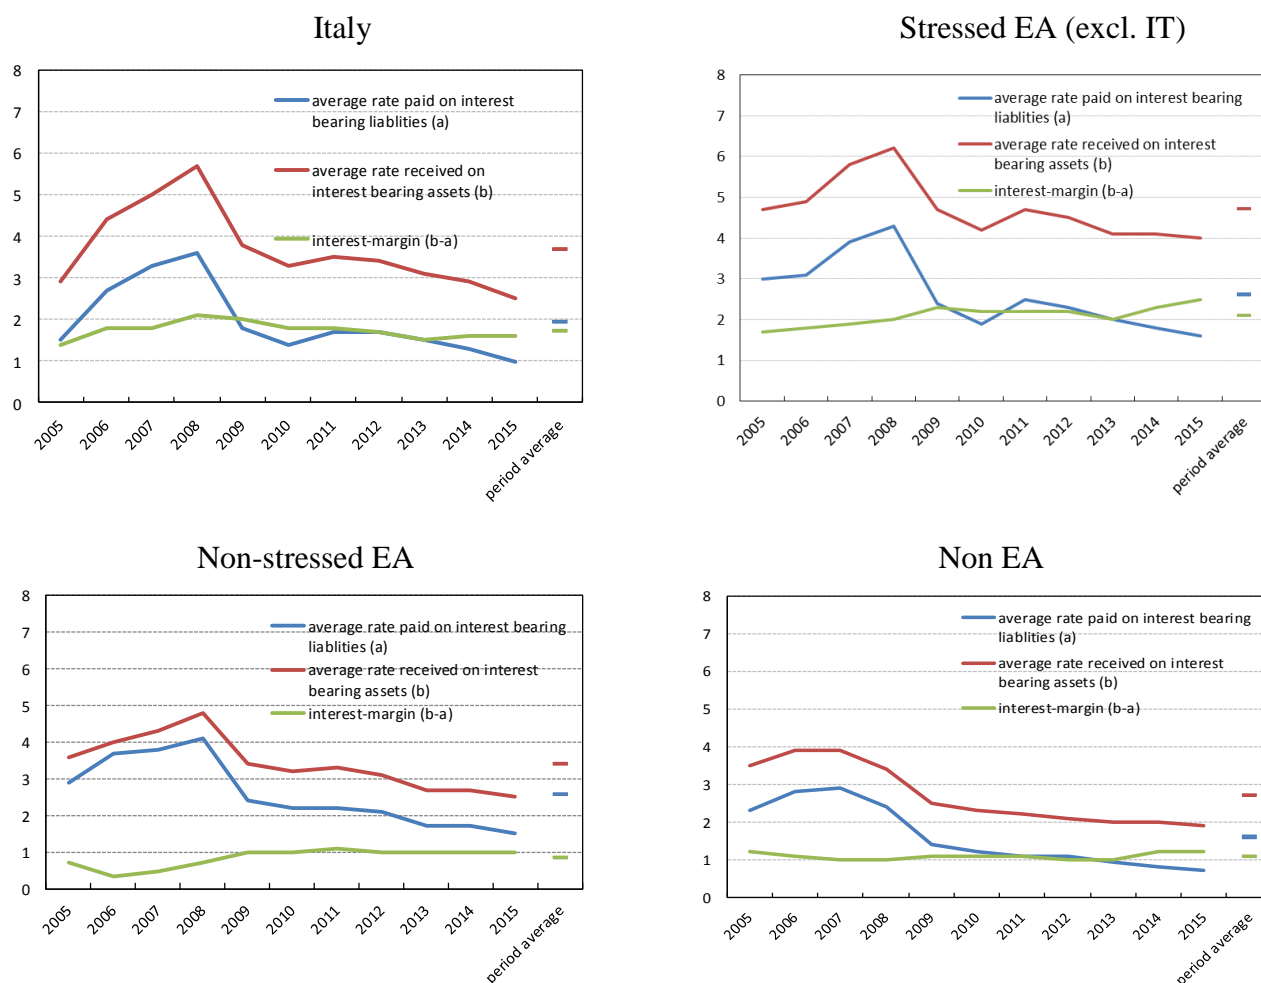 Italy
8
7
6
5
4
3
2
1
0
average rate paid on interest
bearing liablities (a)
average rate received on
interest bearing assets (b)
interest-margin (b-a)
2005
2006
2007
2008
2009
2010
2011
2012
2013
2014
2015
period average
Stressed EA (excl. IT)
8
7
6
5
4
3
2
1
0
average rate paid on interest bearing
liablities (a)
average rate received on interest
bearing assets (b)
interest-margin (b-a)
2005
2006
2007
2008
2009
2010
2011
2012
2013
2014
2015
period average
Non-stressed EA
8
7
6
5
4
3
2
1
0
average rate paid on interest bearing
liablities (a)
average rate received on interest
bearing assets (b)
interest-margin (b-a)
2005
2006
2007
2008
2009
2010
2011
2012
2013
2014
2015
period average
Non EA
8
7
6
5
4
3
2
1
0
average rate paid on interest bearing
liablities (a)
average rate received on interest
bearing assets (b)
interest-margin (b-a)
2005
2006
2007
2008
2009
2010
2011
2012
2013
2014
2015
period average